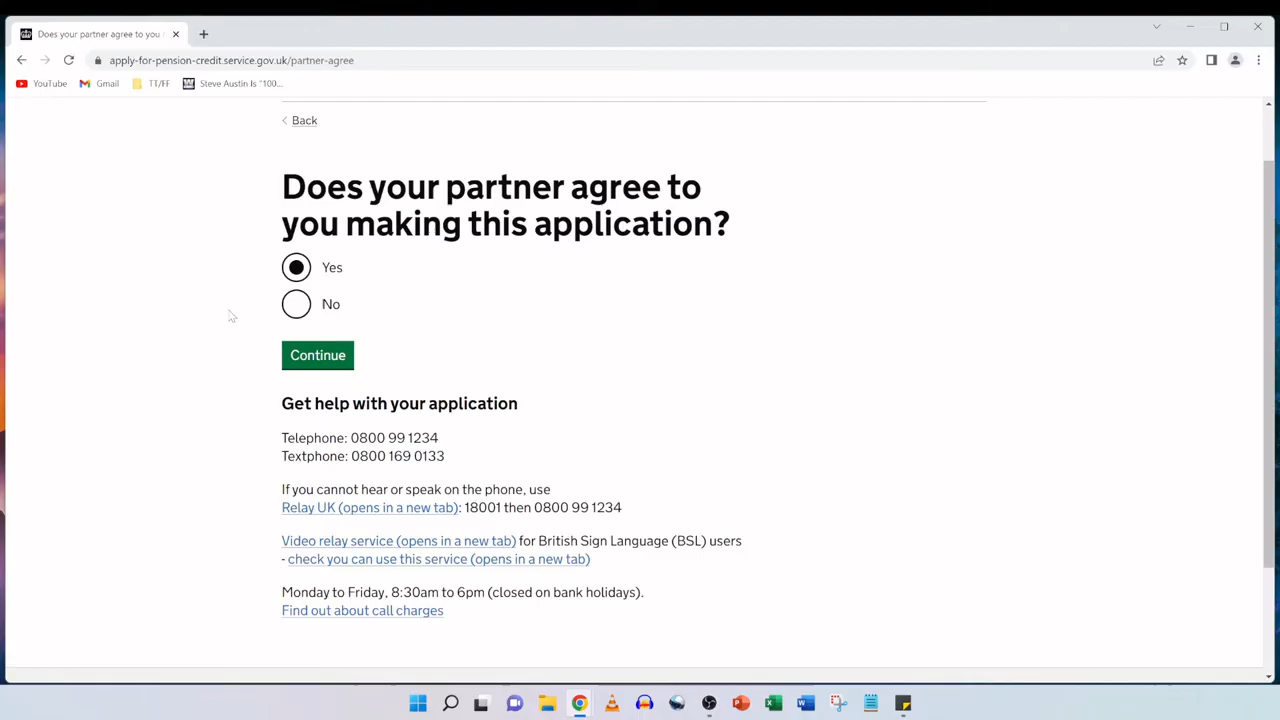 Does your partner agree to you
apply-for-pension-credit.service.gov.uk/partner-agree
YouTube
Gmail
TT/FF
Steve Austin Is "100...
Back
Does your partner agree to
you making this application?
Yes
No
Continue
Get help with your application
Telephone: 0800 99 1234
Textphone: 0800 169 0133
If you cannot hear or speak on the phone, use
Relay UK (opens in a new tab): 18001 then 0800 99 1234
Video relay service (opens in a new tab) for British Sign Language (BSL) users
- check you can use this service (opens in a new tab)
Monday to Friday, 8:30am to 6pm (closed on bank holidays).
Find out about call charges